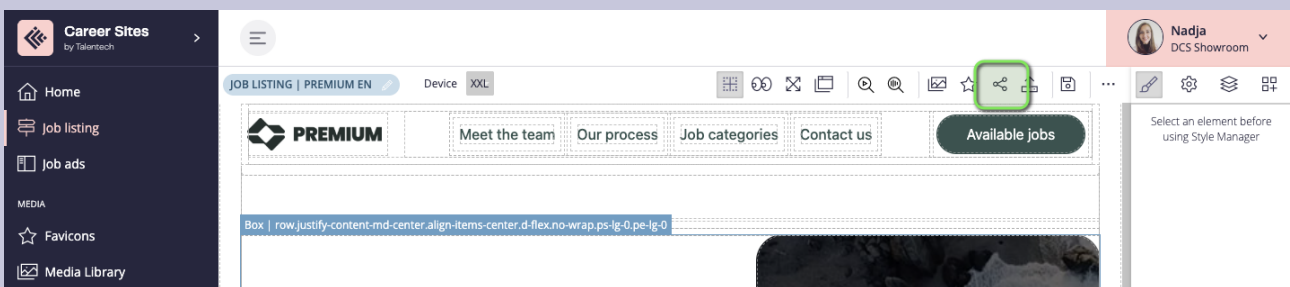 Career Sites
by Talentech
Nadja
DCS Showroom
Home
Job listing
Job ads
MEDIA
Favicons
Media Library
JOB LISTING | PREMIUM EN
Device XXL
PREMIUM
Meet the team
Our process
Job categories
Contact us
Available jobs
Box | row.justify-content-md-center.align-items-center.d-flex.no-wrap.ps-lg-0.pe-lg-0
Select an element before
using Style Manager